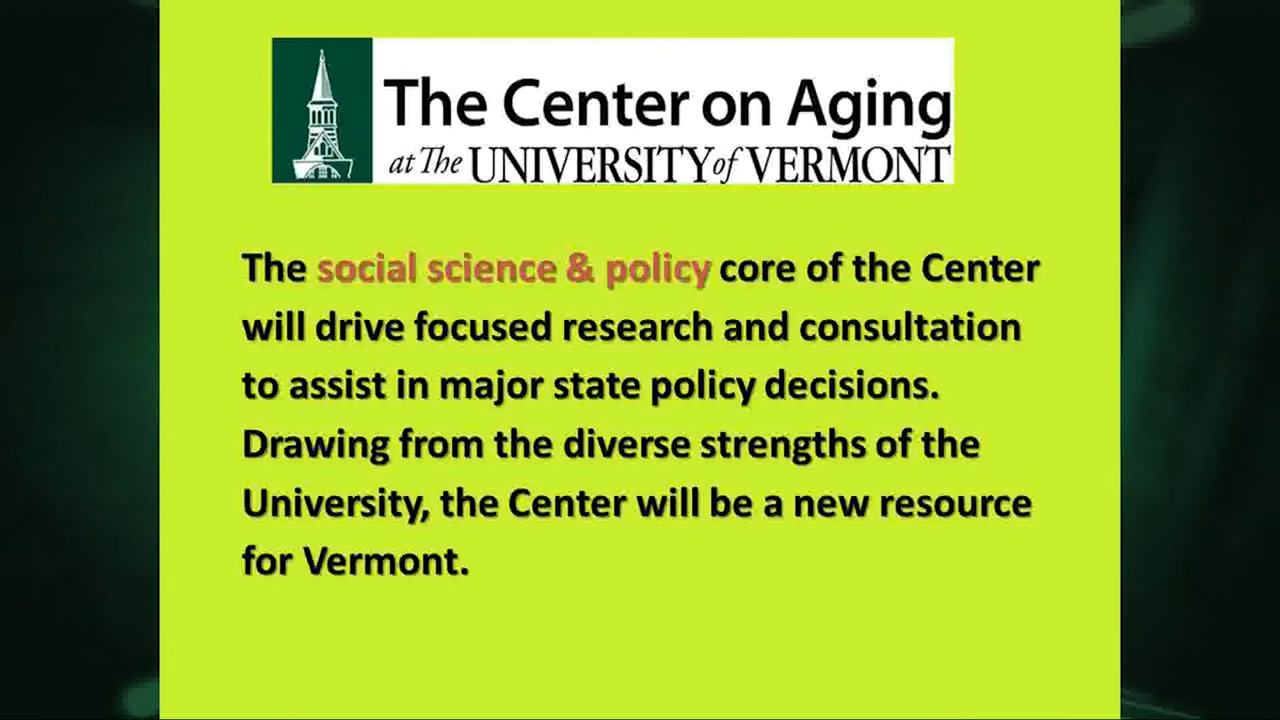 The Center on Aging
at The UNIVERSITY of VERMONT
The social science & policy core of the Center
will drive focused research and consultation
to assist in major state policy decisions.
Drawing from the diverse strengths of the
University, the Center will be a new resource
for Vermont.